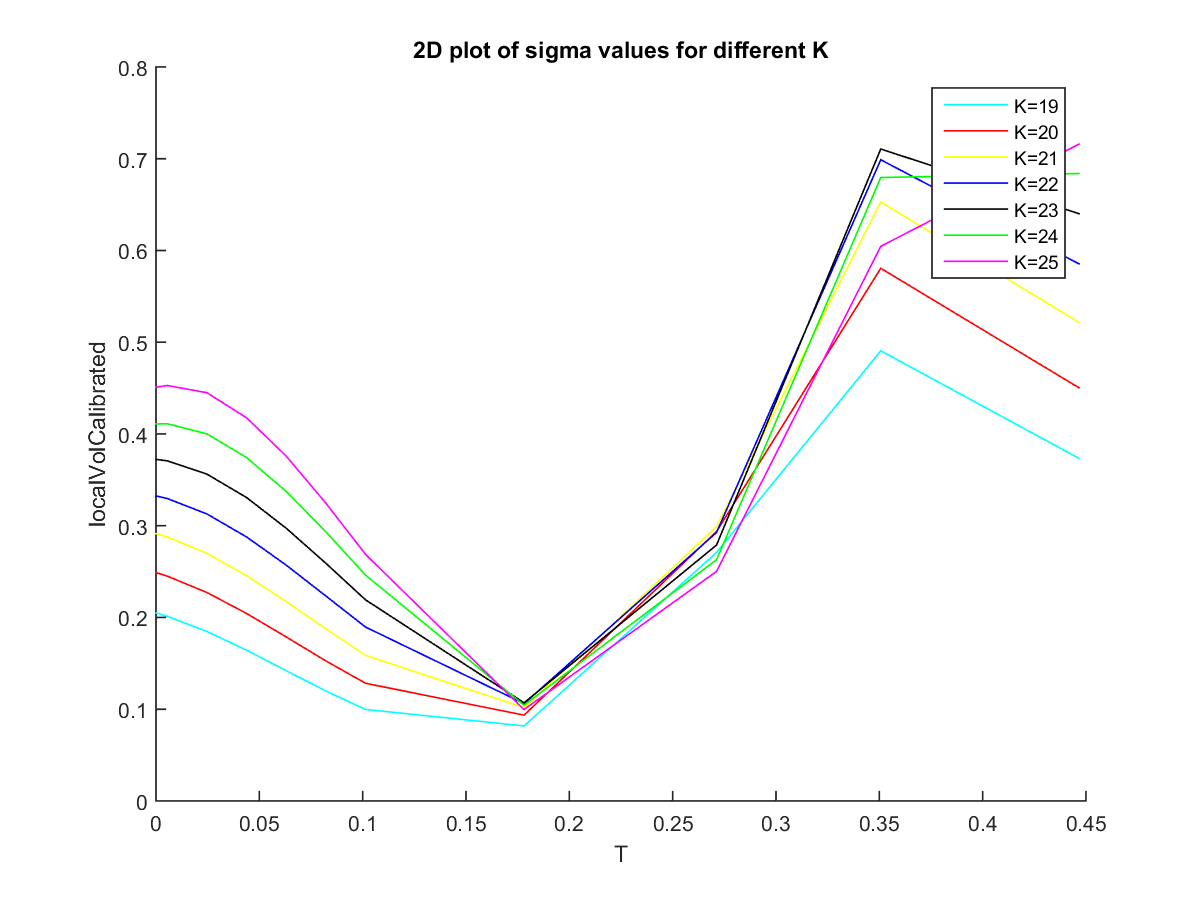 2D plot of sigma values for different K
0.8
0.7
0.6
0.5
0.4
0.3
0.2
0.1
0
localVolCalibrated
K=19
K=20
K=21
K=22
K=23
K=24
K=25
0 0.05 0.1 0.15 0.2 0.25 0.3 0.35 0.4 0.45
T